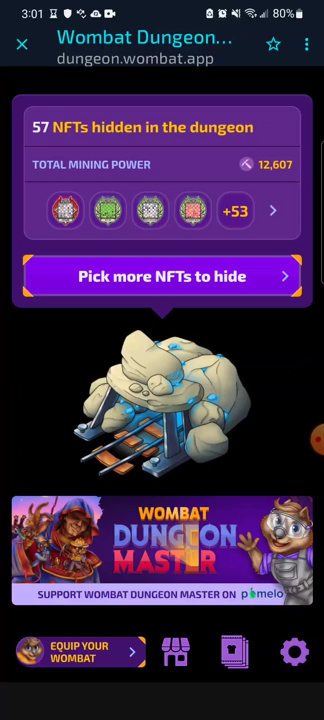 3:01
80%
Wombat Dungeon...
dungeon.wombat.app
57 NFTs hidden in the dungeon
TOTAL MINING POWER 12,607
+53
Pick more NFTs to hide
WOMBAT
DUNGEON
MASTER
SUPPORT WOMBAT DUNGEON MASTER ON pomelo
EQUIP YOUR
WOMBAT